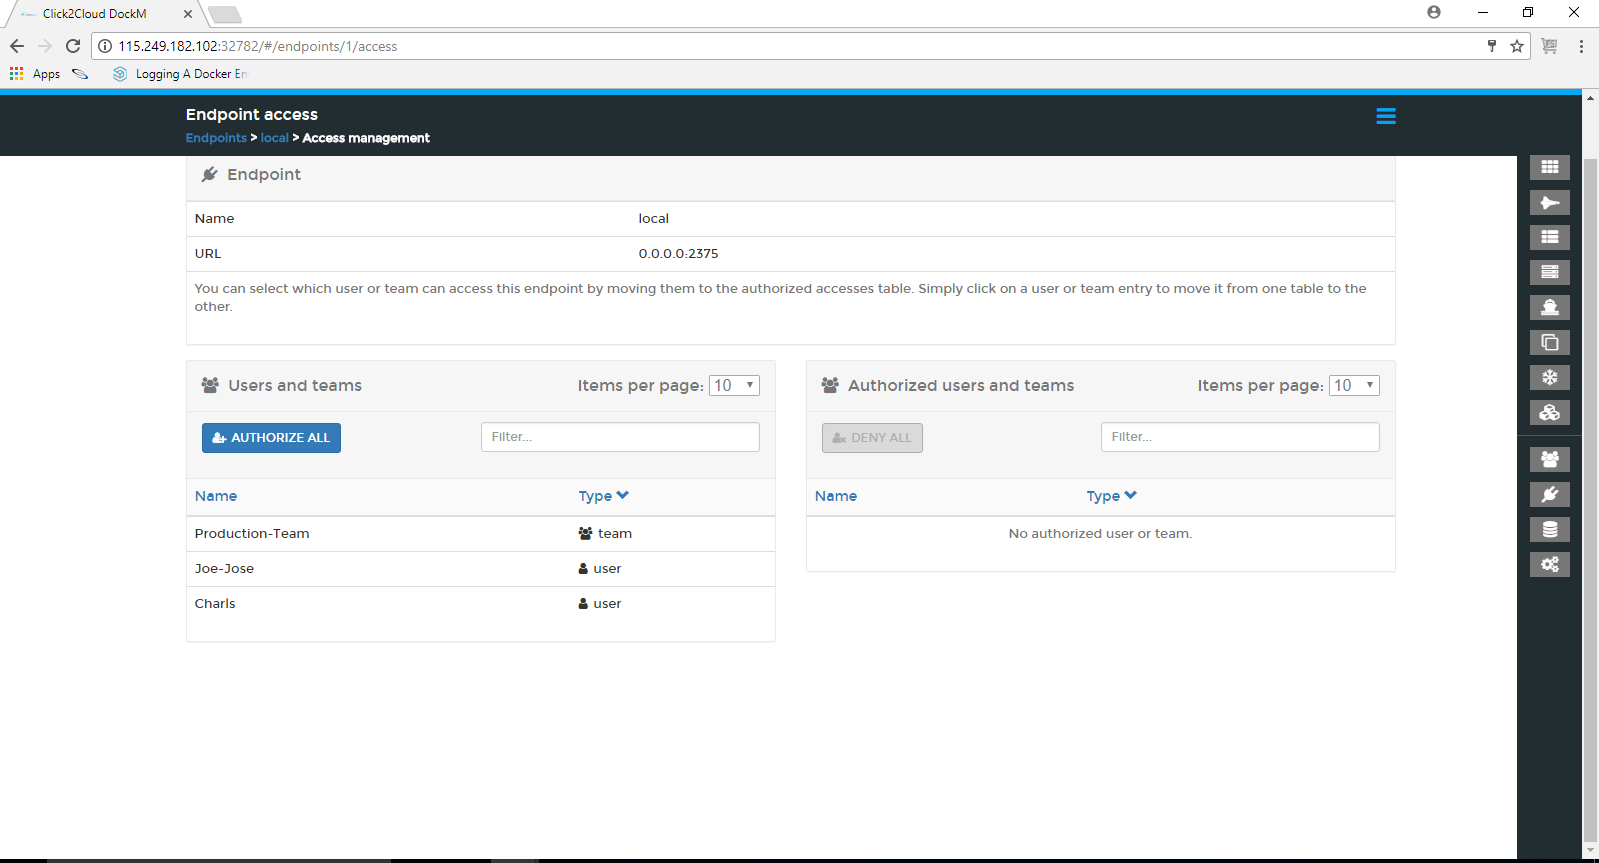 Click2Cloud DockM
115.249.182.102:32782/#/endpoints/1/access
Apps
Logging A Docker En
Endpoint access
Endpoints > local > Access management
Endpoint
Name local
URL 0.0.0.0:2375
You can select which user or team can access this endpoint by moving them to the authorized accesses table. Simply click on a user or team entry to move it from one table to the
other.
Users and teams Items per page: 10
AUTHORIZE ALL Filter...
Name Type
Production-Team team
Joe-Jose user
Charls user
Authorized users and teams Items per page: 10
DENY ALL Filter...
Name Type
No authorized user or team.